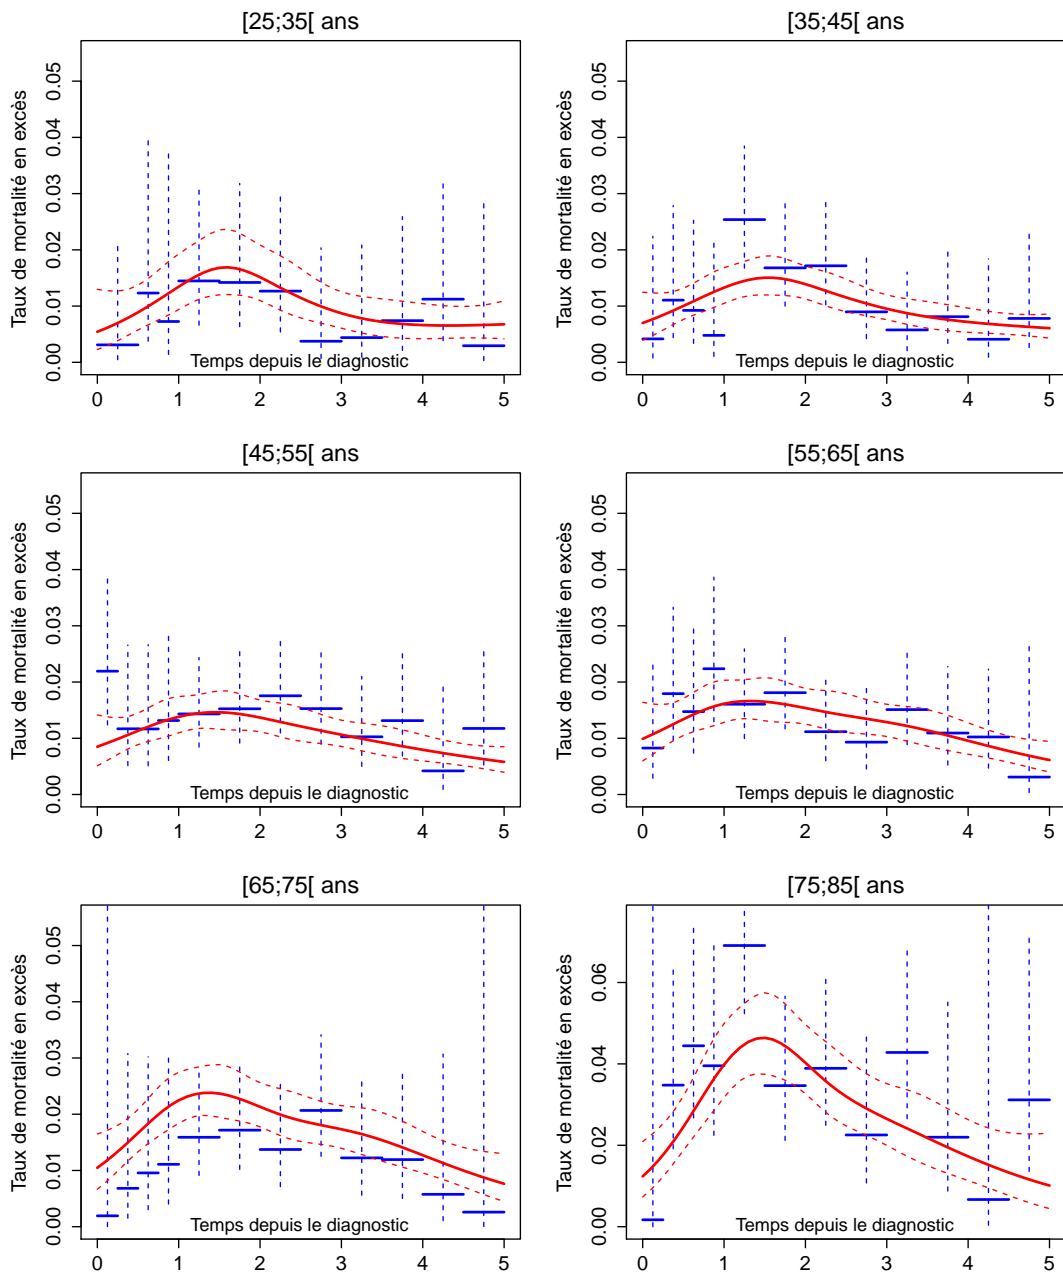 [25;35[ ans
[35;45[ ans
Taux de mortalité en excès
0.00 0.01 0.02 0.03 0.04 0.05
Temps depuis le diagnostic
0 1 2 3 4 5
Taux de mortalité en excès
0.00 0.01 0.02 0.03 0.04 0.05
Temps depuis le diagnostic
0 1 2 3 4 5
[45;55[ ans
[55;65[ ans
Taux de mortalité en excès
0.00 0.01 0.02 0.03 0.04 0.05
Temps depuis le diagnostic
0 1 2 3 4 5
Taux de mortalité en excès
0.00 0.01 0.02 0.03 0.04 0.05
Temps depuis le diagnostic
0 1 2 3 4 5
[65;75[ ans
[75;85[ ans
Taux de mortalité en excès
0.00 0.01 0.02 0.03 0.04 0.05
Temps depuis le diagnostic
0 1 2 3 4 5
Taux de mortalité en excès
0.00 0.02 0.04 0.06
Temps depuis le diagnostic
0 1 2 3 4 5